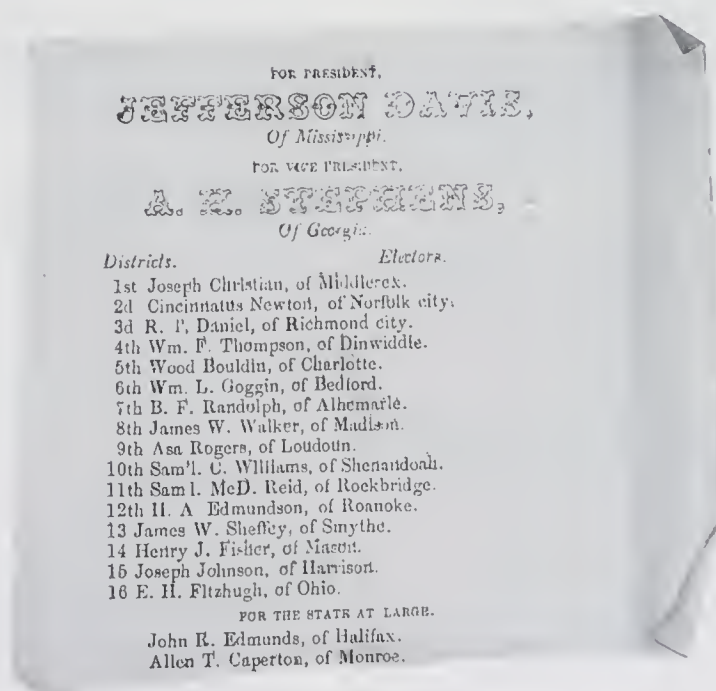 FOR PRESIDENT,
JEFFERSON DAVIS,
Of Mississippi.
FOR VICE PRESIDENT,
A. H. STEPHENS,
Of Georgia.
Districts. Electors.
1st Joseph Christian, of Middlesex.
2d Cincinnatus Newton, of Norfolk city.
3d R. T. Daniel, of Richmond city.
4th Wm. F. Thompson, of Dinwiddie.
5th Wood Bouldin, of Charlotte.
6th Wm. L. Goggin, of Bedford.
7th B. F. Randolph, of Albemarle.
8th James W. Walker, of Madison.
9th Asa Rogers, of Loudoun.
10th Sam'l. C. Williams, of Shenandoah.
11th Saml. McD. Reid, of Rockbridge.
12th H. A Edmundson, of Roanoke.
13 James W. Sheffey, of Smythe.
14 Henry J. Fisher, of Mason.
15 Joseph Johnson, of Harrison.
16 E. H. Fitzhugh, of Ohio.
FOR THE STATE AT LARGE.
John R. Edmunds, of Halifax.
Allen T. Caperton, of Monroe.